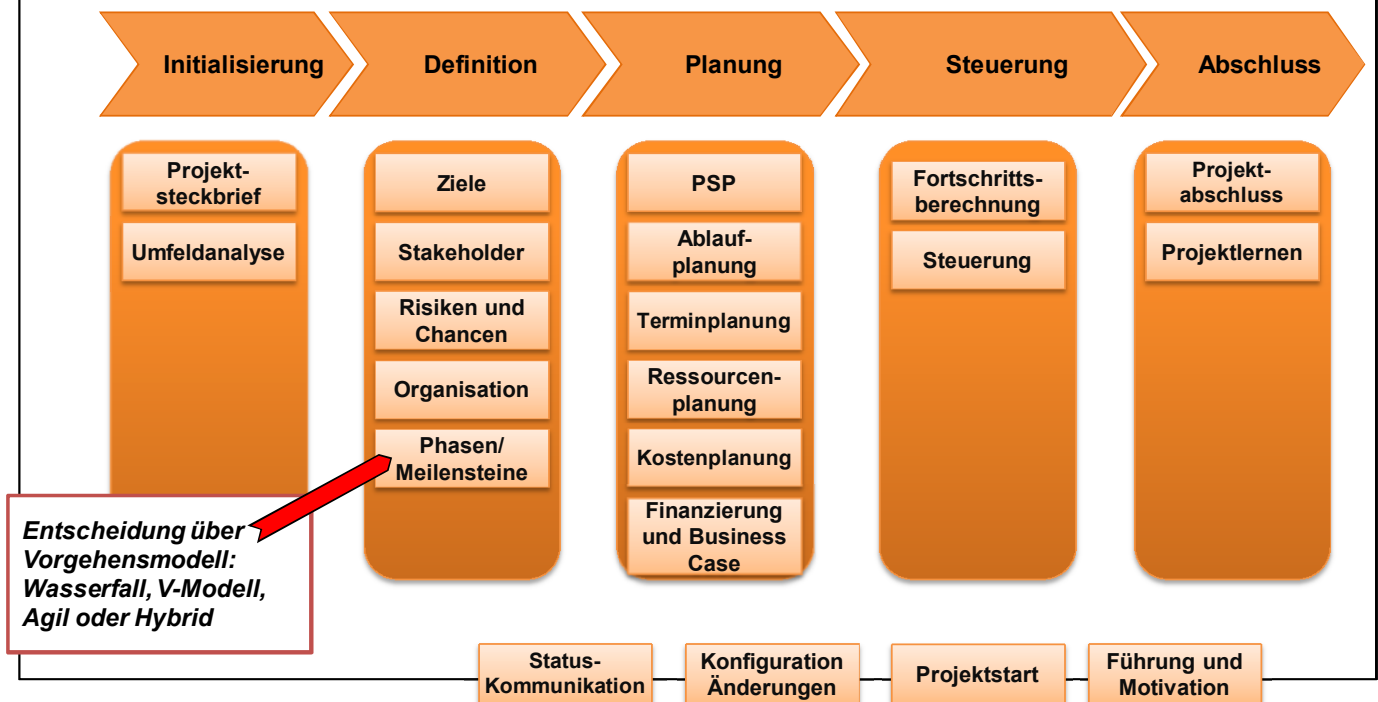 Initialisierung
Definition
Planung
Steuerung
Abschluss
Projekt-
steckbrief
Umfeldanalyse
Ziele
Stakeholder
Risiken und
Chancen
Organisation
Phasen/
Meilensteine
PSP
Ablauf-
planung
Terminplanung
Ressourcen-
planung
Kostenplanung
Finanzierung
und Business
Case
Fortschritts-
berechnung
Steuerung
Projekt-
abschluss
Projektlernen
Entscheidung über
Vorgehensmodell:
Wasserfall, V-Modell,
Agil oder Hybrid
Status-
Kommunikation
Konfiguration
Änderungen
Projektstart
Führung und
Motivation